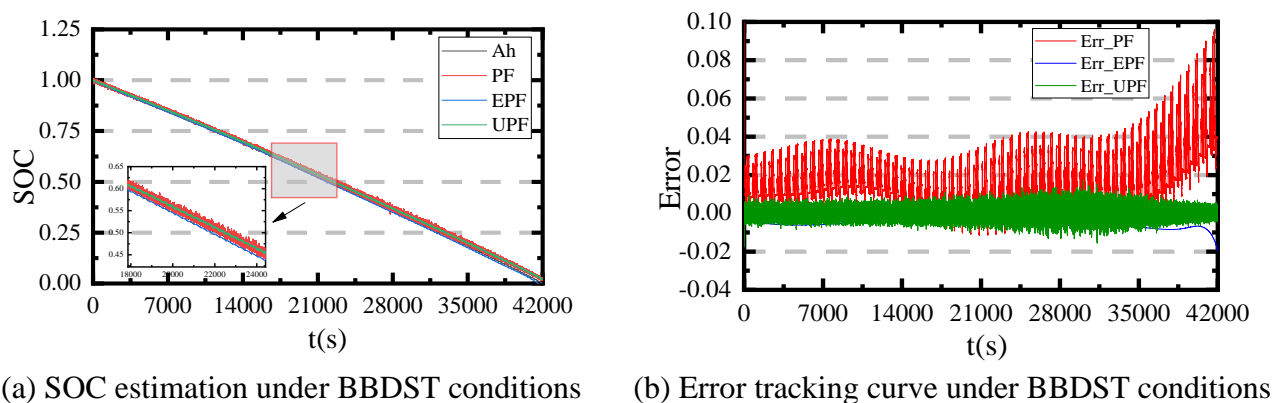 1.25
1.00
0.75
0.50
0.25
0.00
SOC
Ah
PF
EPF
UPF
0.65
0.60
0.55
0.50
0.45
18000 20000 22000 24000
0 7000 14000 21000 28000 35000 42000
t(s)
(a) SOC estimation under BBDST conditions
0.10
0.08
0.06
0.04
0.02
0.00
-0.02
-0.04
Error
Err_PF
Err_EPF
Err_UPF
0 7000 14000 21000 28000 35000 42000
t(s)
(b) Error tracking curve under BBDST conditions